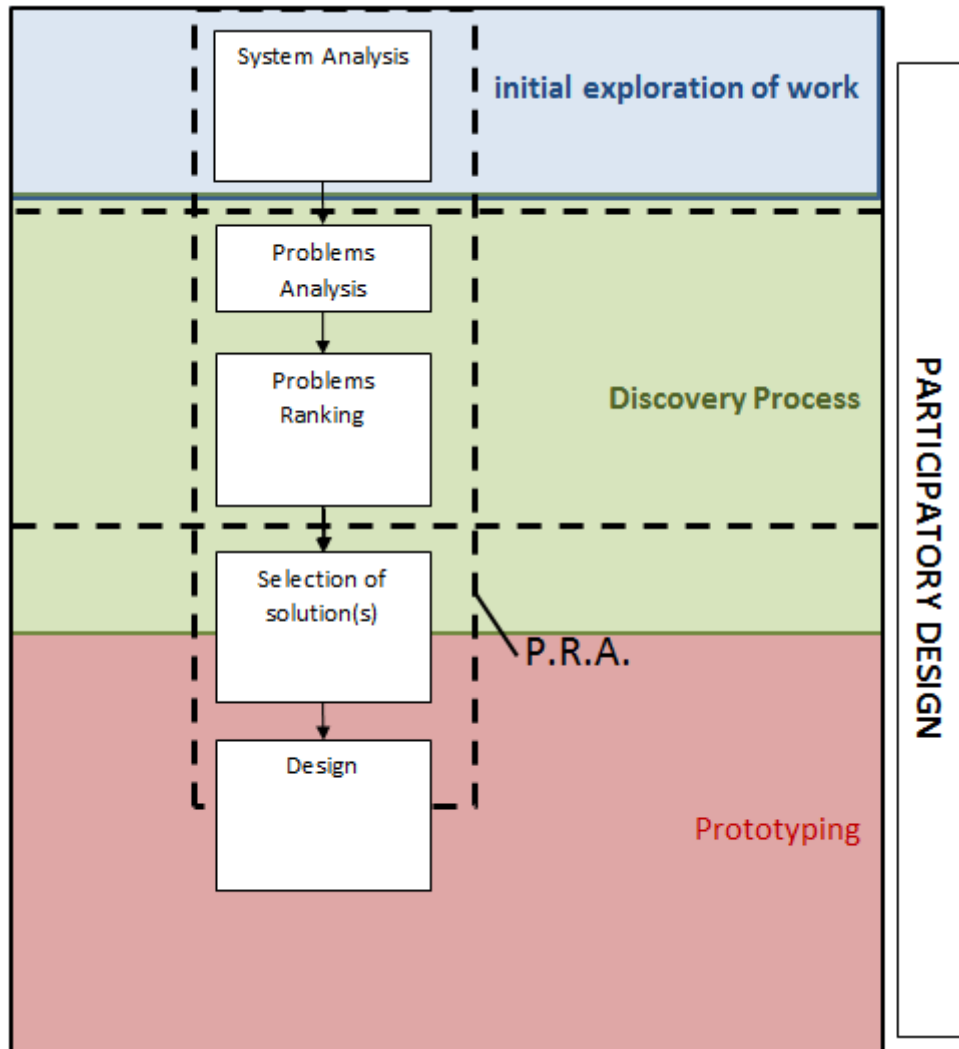 System Analysis
initial exploration of work
Problems
Analysis
Problems
Ranking
Discovery Process
Selection of
solution(s)
P.R.A.
Design
Prototyping
PARTICIPATORY DESIGN